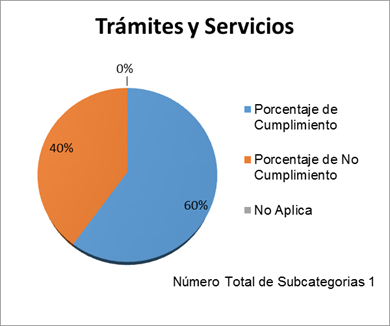 Trámites y Servicios
0%
40%
60%
Porcentaje de
Cumplimiento
Porcentaje de No
Cumplimiento
No Aplica
Número Total de Subcategorias 1